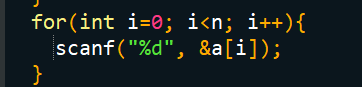 for(int i=0; i<n; i++){
scanf("%d", &a[i]);
}